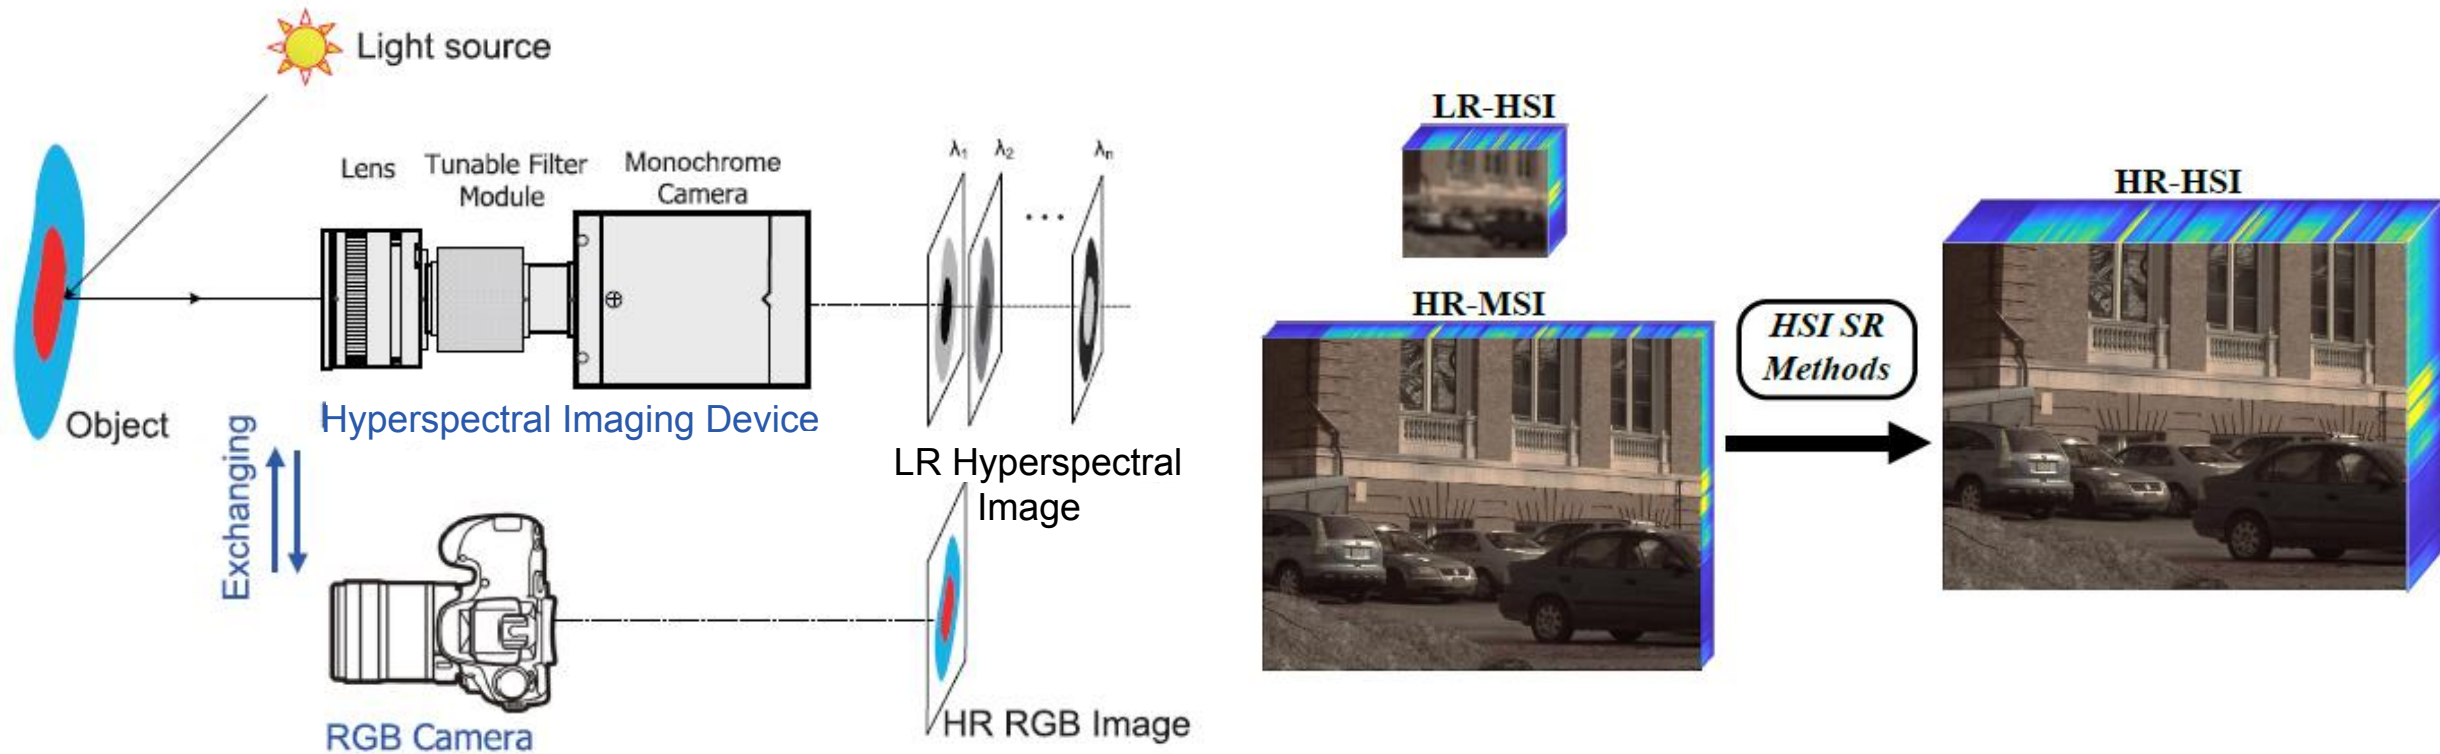 Light source
Lens
Tunable Filter
Module
Monochrome
Camera
λ1
λ2
λn
Object
Hyperspectral Imaging Device
LR Hyperspectral
Image
Exchanging
RGB Camera
HR RGB Image
LR-HSI
HR-MSI
HSI SR
Methods
HR-HSI